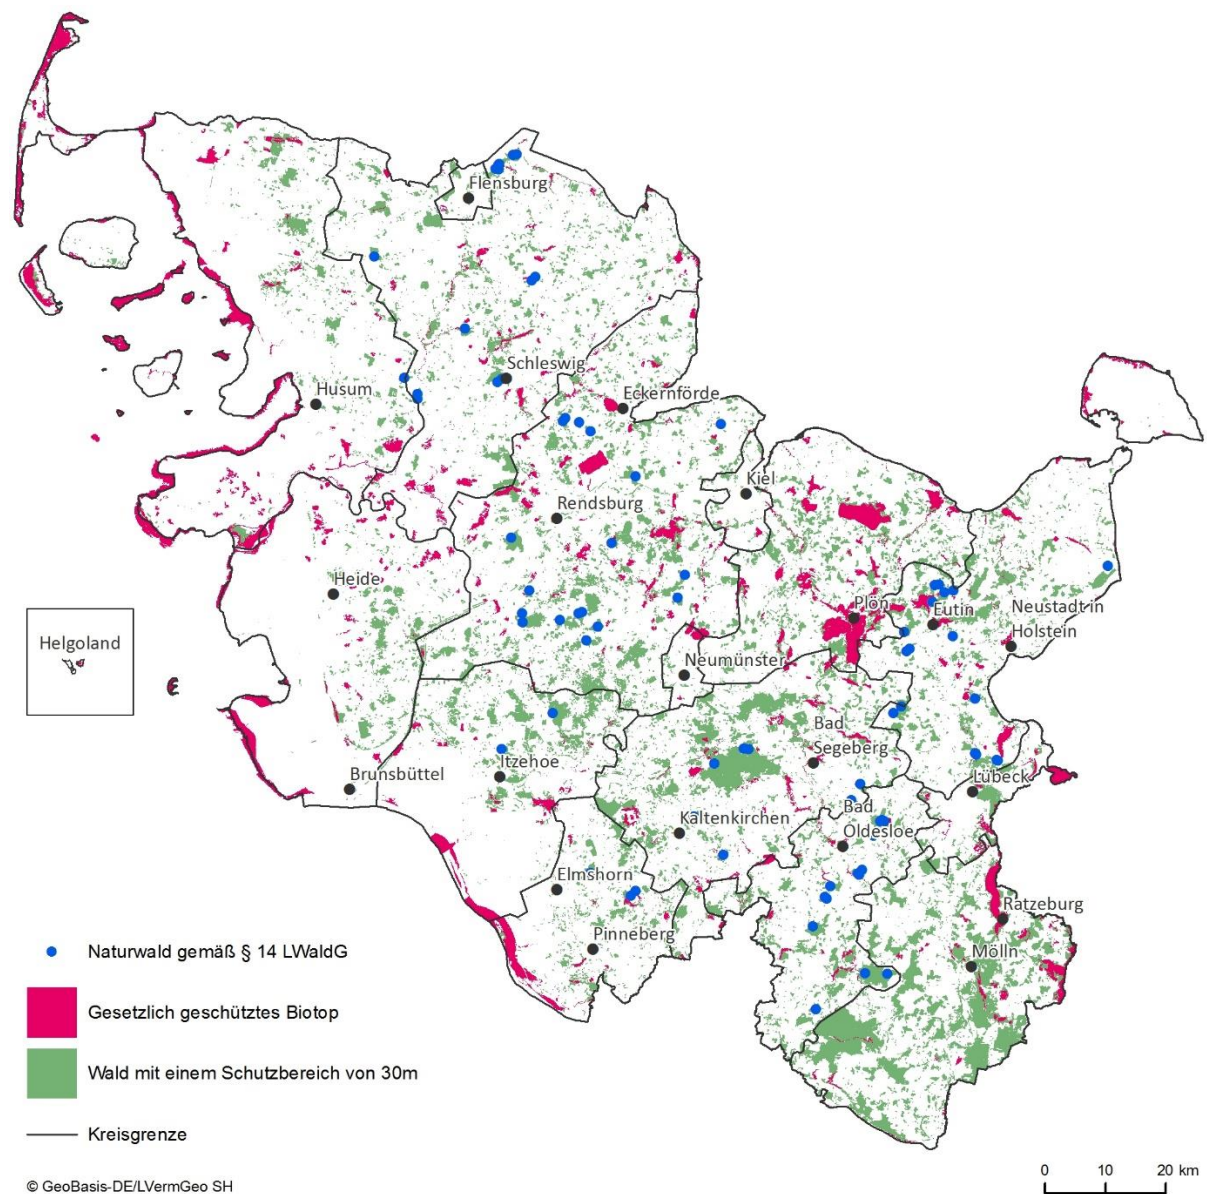 Flensburg
Schleswig
Husum
Eckernförde
Kiel
Rendsburg
Heide
Plön
Eutin
Neustadt in
Holstein
Helgoland
Neumünster
Bad
Segeberg
Itzehoe
Brunsbüttel
Lübeck
Kaltenkirchen
Bad
Oldesloe
Elmshorn
Ratzeburg
Pinneberg
Mölln
Naturwald gemäß § 14 LWaldG
Gesetzlich geschütztes Biotop
Wald mit einem Schutzbereich von 30m
Kreisgrenze
0 10 20 km
© GeoBasis-DE/LVermGeo SH